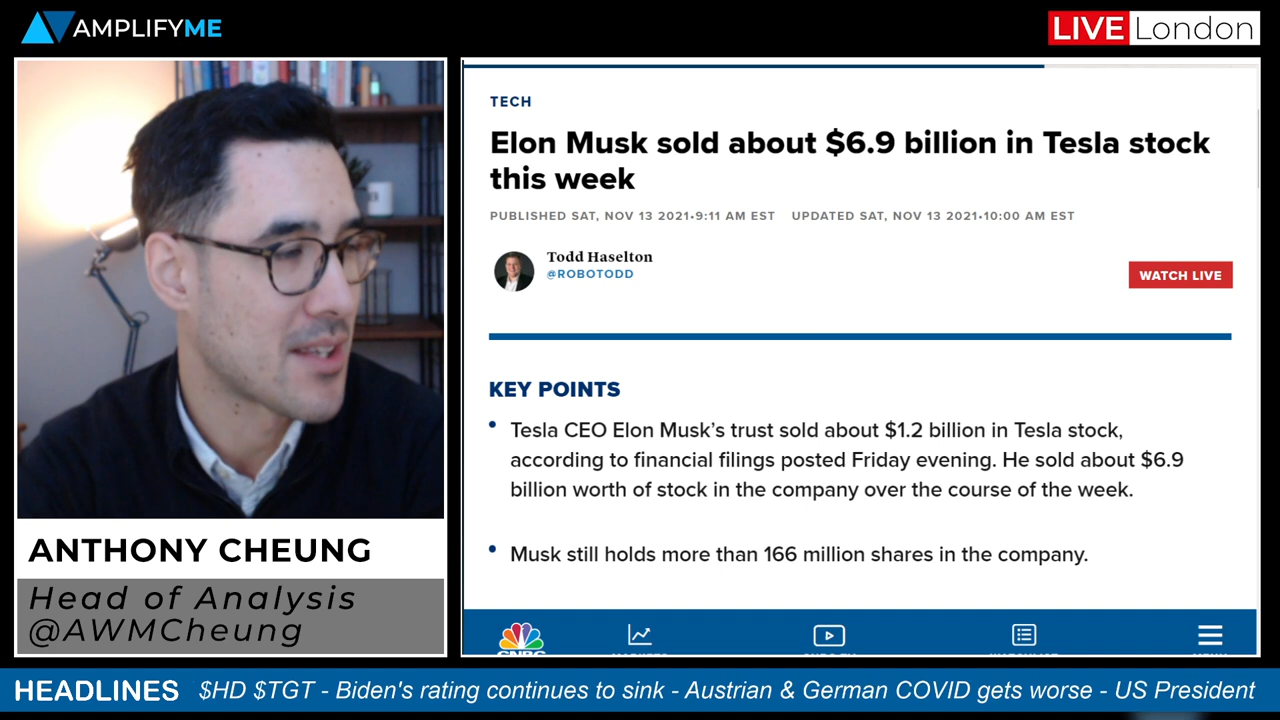 AMPLIFYME
LIVE London
TECH
Elon Musk sold about $6.9 billion in Tesla stock
this week
PUBLISHED SAT, NOV 13 2021•9:11 AM EST UPDATED SAT, NOV 13 2021•10:00 AM EST
Todd Haselton
@ROBOTODD
WATCH LIVE
KEY POINTS
• Tesla CEO Elon Musk’s trust sold about $1.2 billion in Tesla stock,
according to financial filings posted Friday evening. He sold about $6.9
billion worth of stock in the company over the course of the week.
• Musk still holds more than 166 million shares in the company.
CNBC
ANTHONY CHEUNG
Head of Analysis
@AWMCheung
HEADLINES $HD $TGT - Biden's rating continues to sink - Austrian & German COVID gets worse - US President